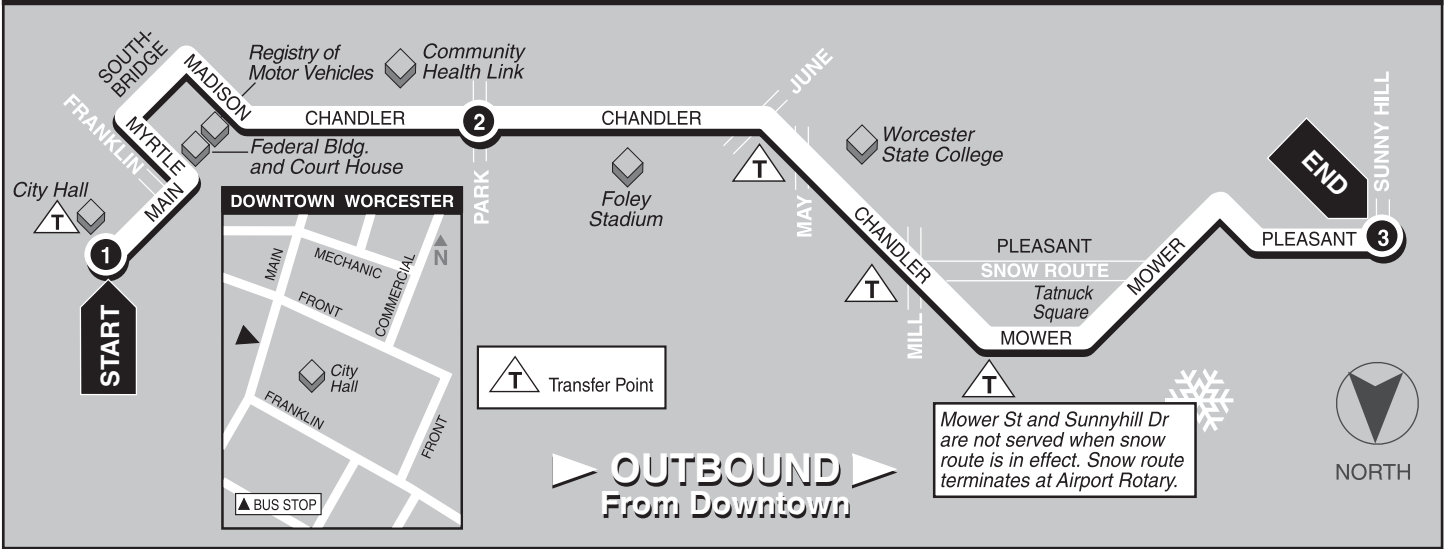 SOUTH-
BRIDGE
MADISON
Registry of
Motor Vehicles
Community
Health Link
JUNE
FRANKLIN
MYRTLE
CHANDLER
2
CHANDLER
Federal Bldg.
and Court House
Worcester
State College
SUNNY HILL
END
City Hall
T
MAIN
1
START
PARK
Foley
Stadium
T
MAY
CHANDLER
T
MILL
PLEASANT
SNOW ROUTE
Tatnuck
Square
MOWER
MOWER
PLEASANT
3
T
DOWNTOWN WORCESTER
MAIN
MECHANIC
COMMERCIAL
N
FRONT
City
Hall
FRANKLIN
FRONT
BUS STOP
T Transfer Point
OUTBOUND
From Downtown
Mower St and Sunnyhill Dr
are not served when snow
route is in effect. Snow route
terminates at Airport Rotary.
NORTH